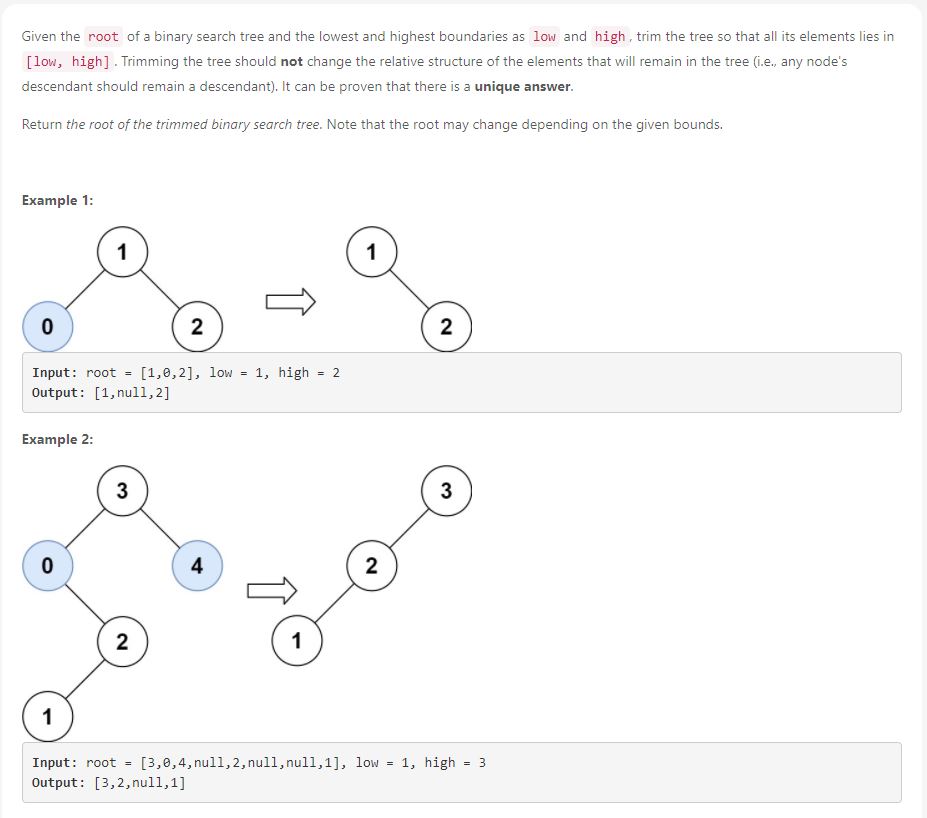 Given the root of a binary search tree and the lowest and highest boundaries as low and high, trim the tree so that all its elements lies in
[low, high]. Trimming the tree should not change the relative structure of the elements that will remain in the tree (i.e., any node's
descendant should remain a descendant). It can be proven that there is a unique answer.
Return the root of the trimmed binary search tree. Note that the root may change depending on the given bounds.
Example 1:
1
1
0
2
2
Input: root = [1,0,2], low = 1, high = 2
Output: [1,null,2]
Example 2:
3
3
0
4
2
2
1
1
Input: root = [3,0,4,null,2,null,null,1], low = 1, high = 3
Output: [3,2,null,1]